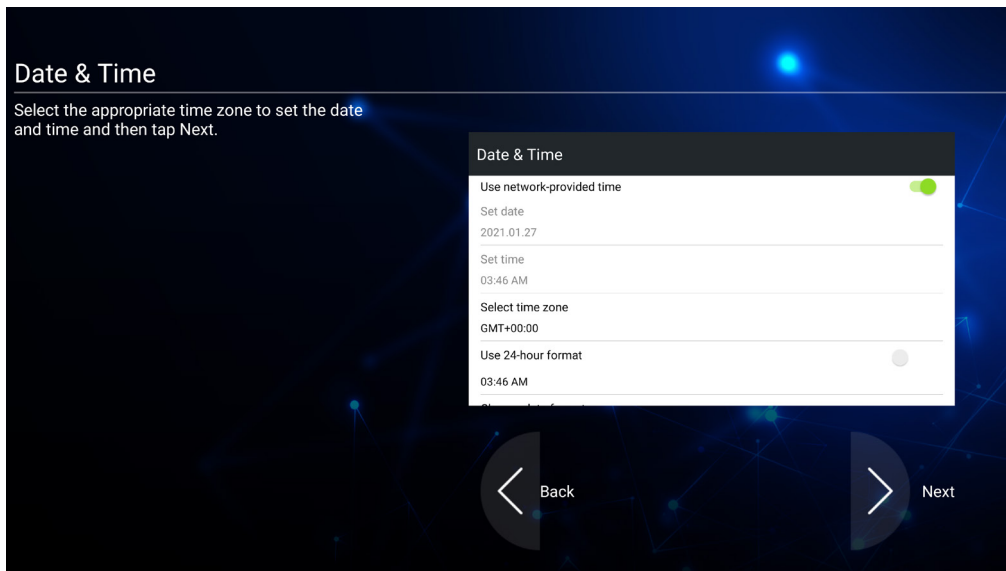 Date & Time
Select the appropriate time zone to set the date
and time and then tap Next.
Date & Time
Use network-provided time
Set date
2021.01.27
Set time
03:46 AM
Select time zone
GMT+00:00
Use 24-hour format
03:46 AM
Back
Next